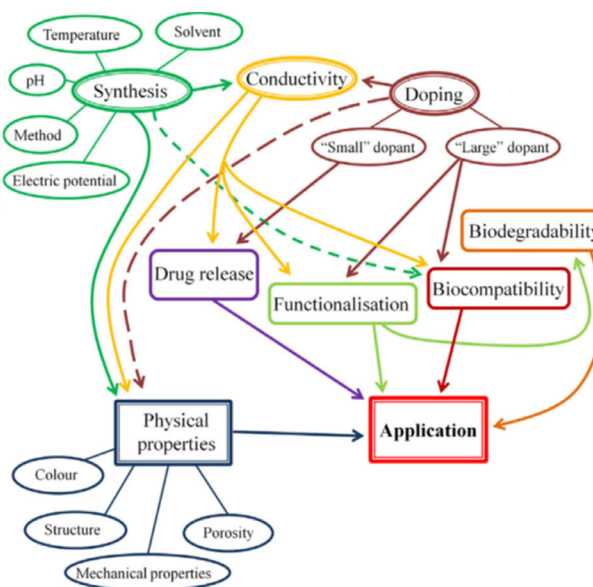 Temperature
Solvent
pH
Synthesis
Conductivity
Doping
Method
"Small" dopant
"Large" dopant
Electric potential
Biodegradability
Drug release
Functionalisation
Biocompatibility
Physical
properties
Application
Colour
Structure
Porosity
Mechanical properties